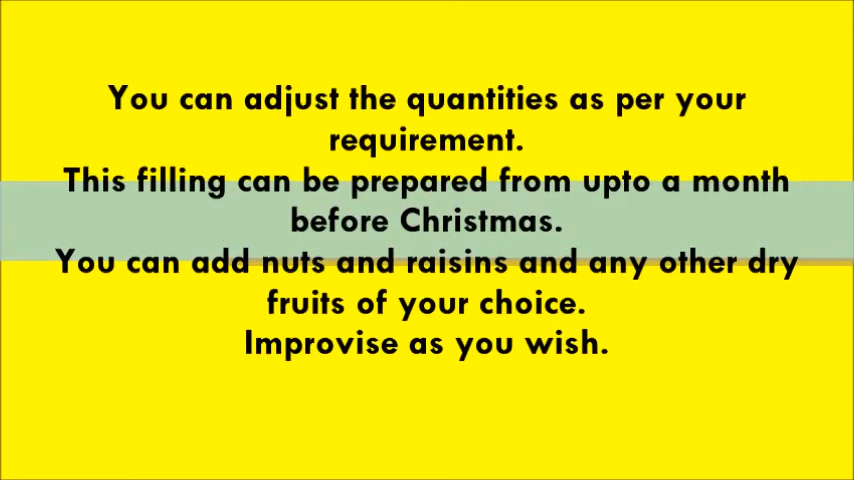 You can adjust the quantities as per your
requirement.
This filling can be prepared from upto a month
before Christmas.
You can add nuts and raisins and any other dry
fruits of your choice.
Improvise as you wish.